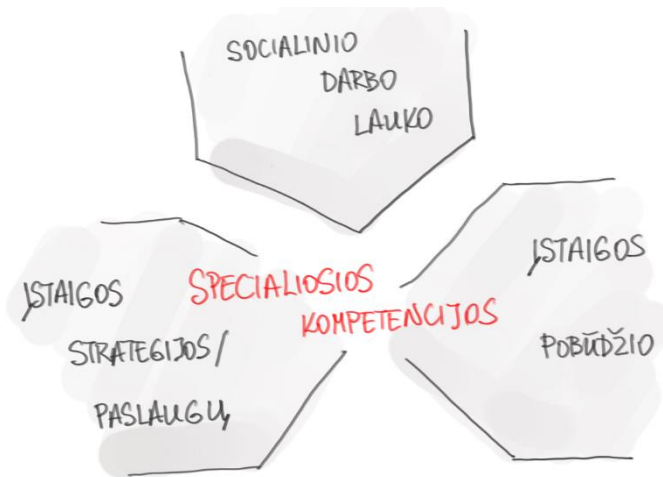 SOCIALINIO
DARBO
LAUKO
SPECIALIOSIOS
KOMPETENCIJOS
ĮSTAIGOS
STRATEGIJOS/
PASLAUGŲ
ĮSTAIGOS
POBŪDŽIO